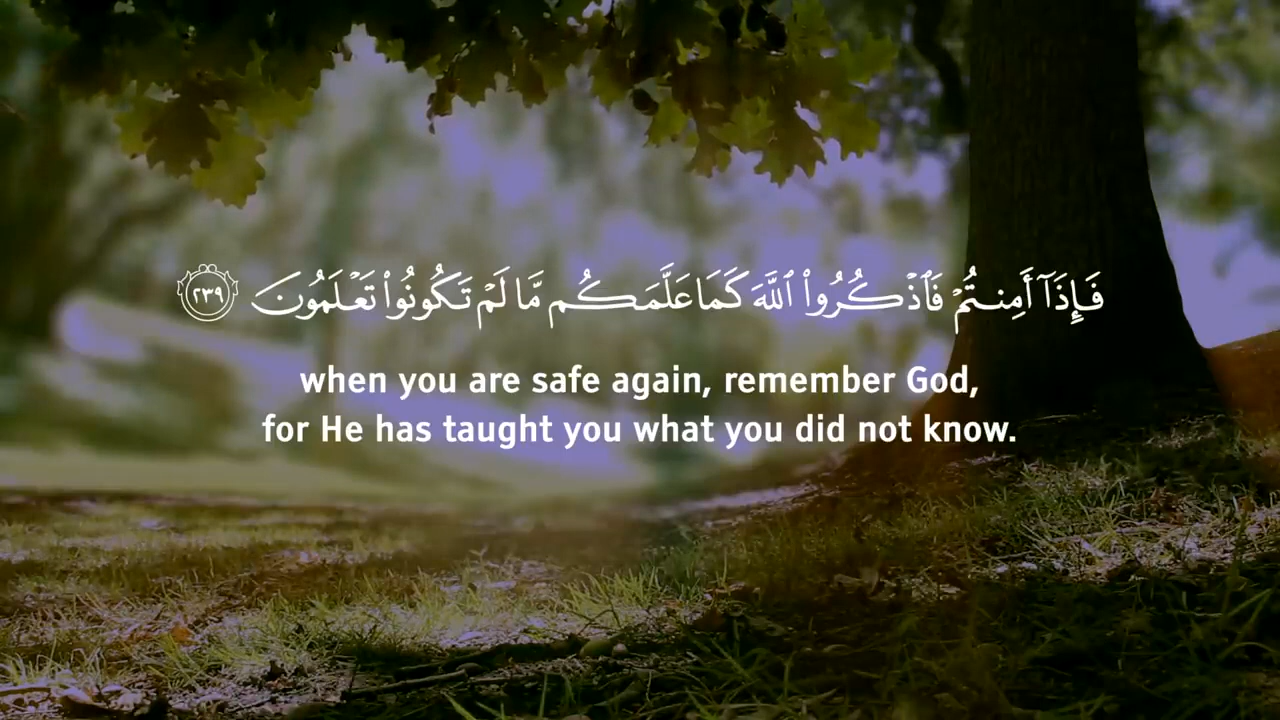 فَإِذَآ أَمِنتُمْ فَٱذْكُرُوا۟ ٱللَّهَ كَمَا عَلَّمَكُم مَّا لَمْ تَكُونُوا۟ تَعْلَمُونَ ٢٣٩
when you are safe again, remember God,
for He has taught you what you did not know.